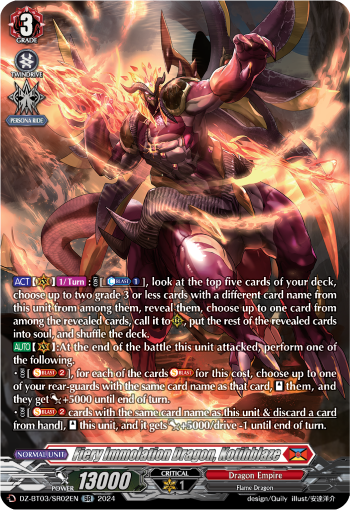 3
GRADE
TWINDRIVE
PERSONA RIDE
ACT 1/Turn : COST [ C BLAST 1 ], look at the top five cards of your deck,
choose up to two grade 3 or less cards with a different card name from
this unit from among them, reveal them, choose up to one card from
among the revealed cards, call it to , put the rest of the revealed cards
into soul, and shuffle the deck.
AUTO :At the end of the battle this unit attacked, perform one of
the following.
・ COST [ S BLAST 2 ], for each of the cards S BLAST for this cost, choose up to one
of your rear-guards with the same card name as that card, them, and
they get +5000 until end of turn.
・ COST [ S BLAST 2 cards with the same card name as this unit & discard a card
from hand], this unit, and it gets +5000/drive -1 until end of turn.
NORMAL UNIT
Fiery Immolation Dragon, Kothblaze
POWER 13000
CRITICAL
1
Dragon Empire
Flame Dragon
D DZ-BT03/SR02EN SR 2024
design/Quily illust/安達洋介